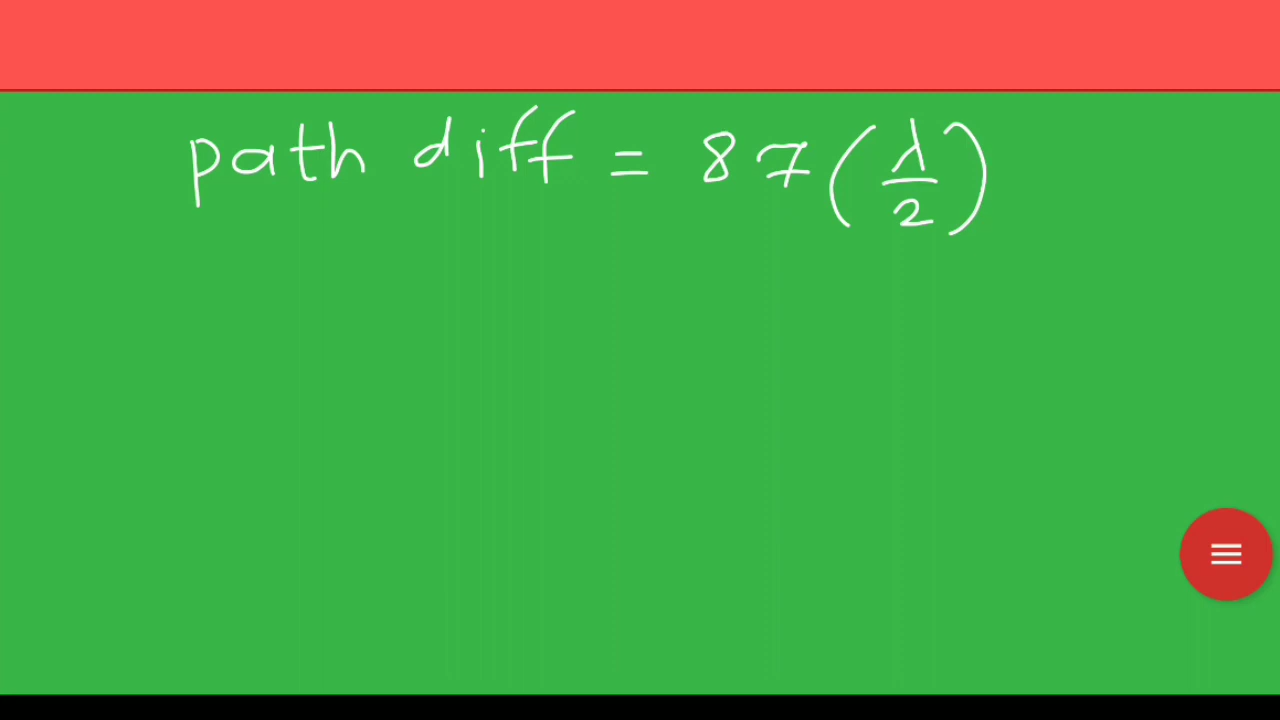 path diff = 87(λ/2)